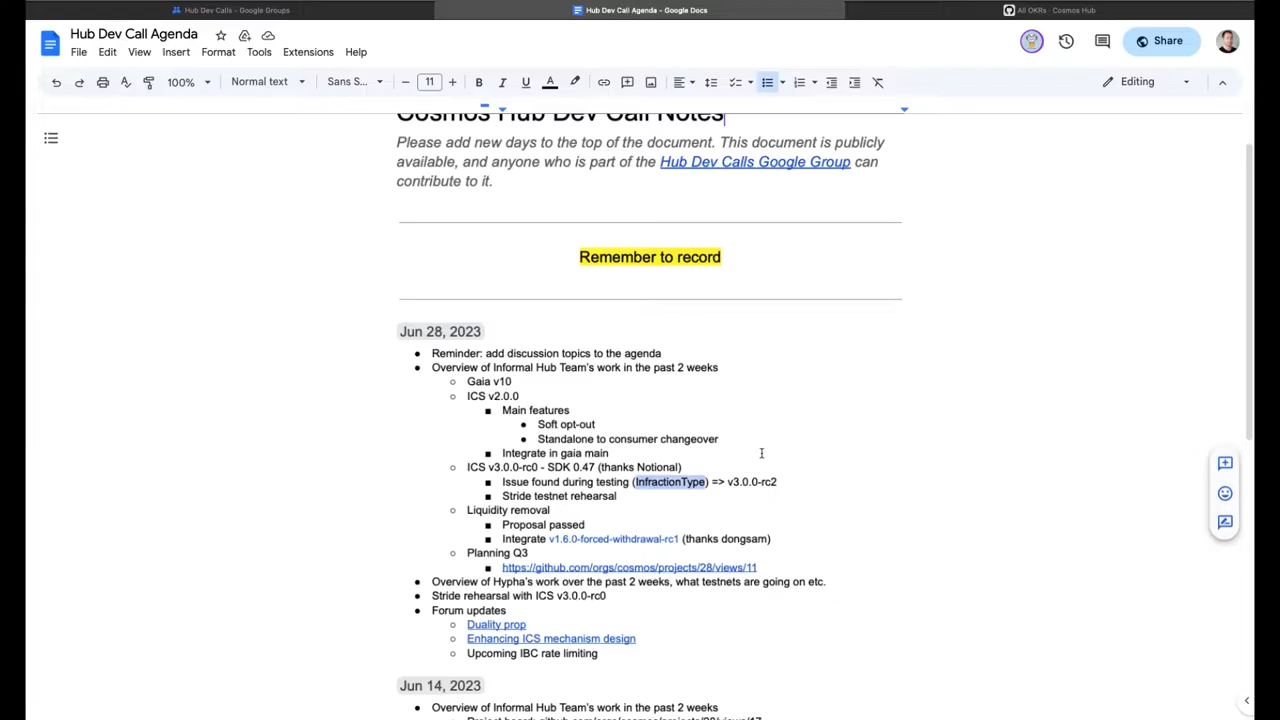 Hub Dev Calls - Google Groups
Hub Dev Call Agenda - Google Docs
All OKRs · Cosmos Hub
Hub Dev Call Agenda
File Edit View Insert Format Tools Extensions Help
Share
100% Normal text Sans S... 11 B I U A Editing
Cosmos Hub Dev Call Notes
Please add new days to the top of the document. This document is publicly
available, and anyone who is part of the Hub Dev Calls Google Group can
contribute to it.
Remember to record
Jun 28, 2023
Reminder: add discussion topics to the agenda
Overview of Informal Hub Team's work in the past 2 weeks
Gaia v10
ICS v2.0.0
Main features
Soft opt-out
Standalone to consumer changeover
Integrate in gaia main
ICS v3.0.0-rc0 - SDK 0.47 (thanks Notional)
Issue found during testing (InfractionType) => v3.0.0-rc2
Stride testnet rehearsal
Liquidity removal
Proposal passed
Integrate v1.6.0-forced-withdrawal-rc1 (thanks dongsam)
Planning Q3
https://github.com/orgs/cosmos/projects/28/views/11
Overview of Hypha's work over the past 2 weeks, what testnets are going on etc.
Stride rehearsal with ICS v3.0.0-rc0
Forum updates
Duality prop
Enhancing ICS mechanism design
Upcoming IBC rate limiting
Jun 14, 2023
Overview of Informal Hub Team's work in the past 2 weeks